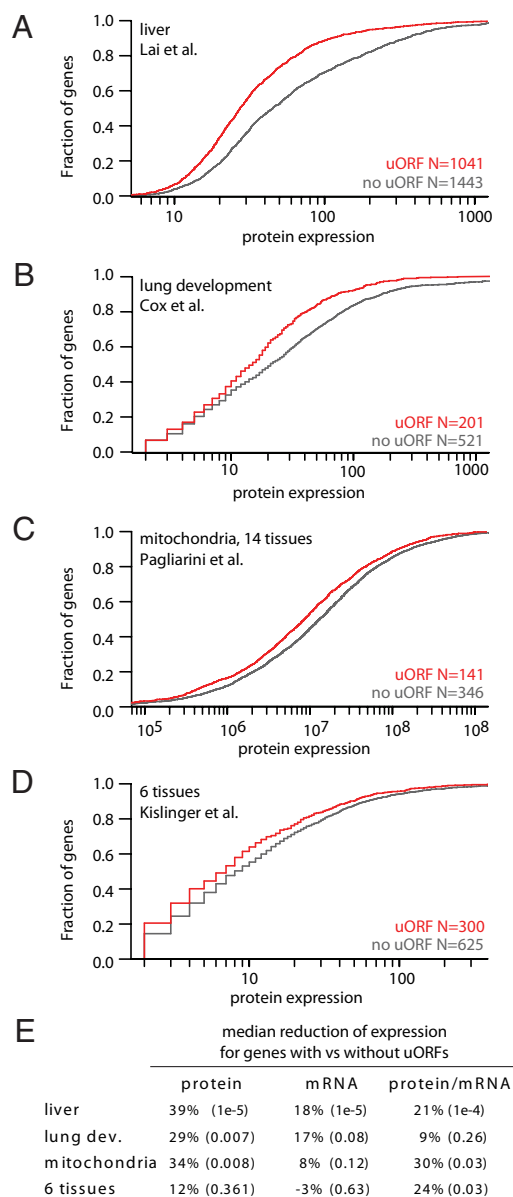 A
liver
Lai et al.
Fraction of genes
1.0
0.8
0.6
0.4
0.2
0.0
uORF N=1041
no uORF N=1443
10 100 1000
protein expression
B
lung development
Cox et al.
Fraction of genes
1.0
0.8
0.6
0.4
0.2
0.0
uORF N=201
no uORF N=521
10 100 1000
protein expression
C
mitochondria, 14 tissues
Pagliarini et al.
Fraction of genes
1.0
0.8
0.6
0.4
0.2
0.0
uORF N=141
no uORF N=346
10⁵ 10⁶ 10⁷ 10⁸ 10⁸
protein expression
D
6 tissues
Kislinger et al.
Fraction of genes
1.0
0.8
0.6
0.4
0.2
0.0
uORF N=300
no uORF N=625
10 100
protein expression
E
median reduction of expression
for genes with vs without uORFs
protein mRNA protein/mRNA
liver 39% (1e-5) 18% (1e-5) 21% (1e-4)
lung dev. 29% (0.007) 17% (0.08) 9% (0.26)
mitochondria 34% (0.008) 8% (0.12) 30% (0.03)
6 tissues 12% (0.361) -3% (0.63) 24% (0.03)